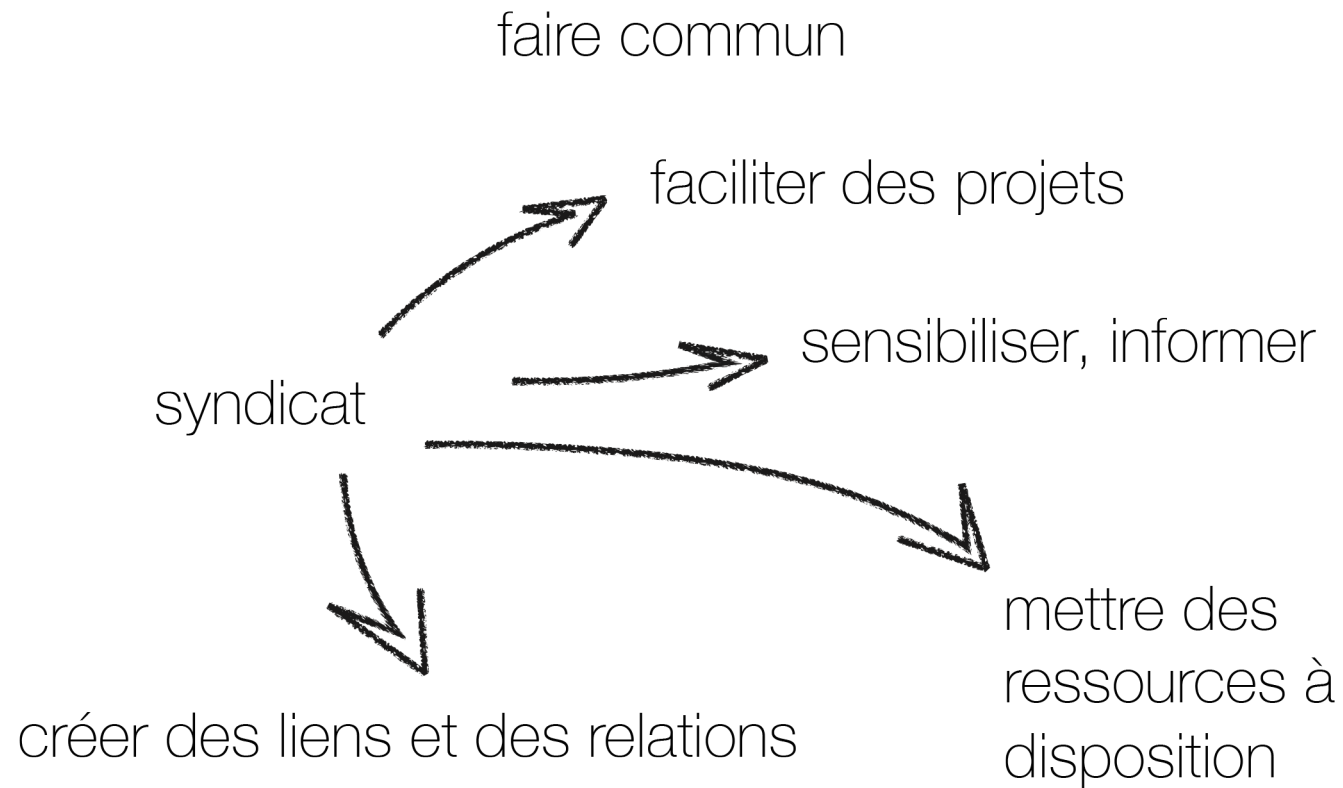 faire commun
faciliter des projets
sensibiliser, informer
syndicat
mettre des
ressources à
disposition
créer des liens et des relations